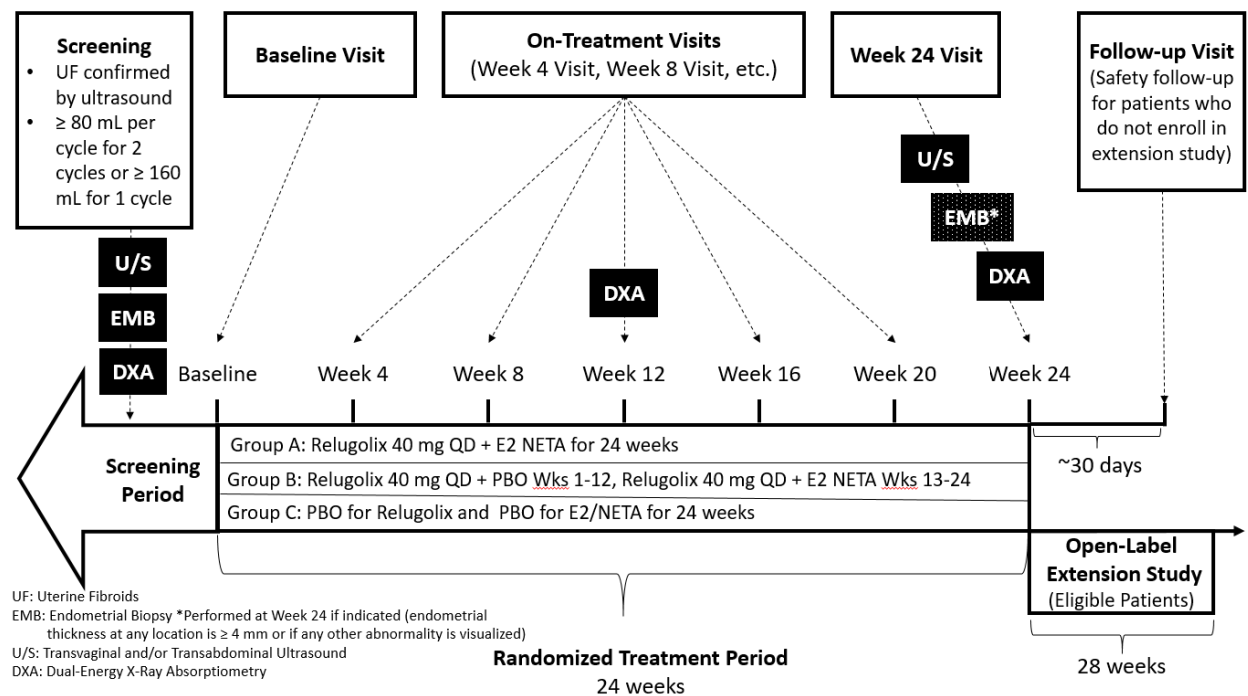 Screening
• UF confirmed
by ultrasound
• ≥ 80 mL per
cycle for 2
cycles or ≥ 160
mL for 1 cycle
Baseline Visit
On-Treatment Visits
(Week 4 Visit, Week 8 Visit, etc.)
Week 24 Visit
Follow-up Visit
(Safety follow-up
for patients who
do not enroll in
extension study)
U/S
EMB
DXA
DXA
U/S
EMB*
DXA
Baseline
Week 4
Week 8
Week 12
Week 16
Week 20
Week 24
Screening
Period
Group A: Relugolix 40 mg QD + E2 NETA for 24 weeks
Group B: Relugolix 40 mg QD + PBO Wks 1-12, Relugolix 40 mg QD + E2 NETA Wks 13-24
Group C: PBO for Relugolix and PBO for E2/NETA for 24 weeks
~30 days
Open-Label
Extension Study
(Eligible Patients)
28 weeks
Randomized Treatment Period
24 weeks
UF: Uterine Fibroids
EMB: Endometrial Biopsy *Performed at Week 24 if indicated (endometrial
thickness at any location is ≥ 4 mm or if any other abnormality is visualized)
U/S: Transvaginal and/or Transabdominal Ultrasound
DXA: Dual-Energy X-Ray Absorptiometry